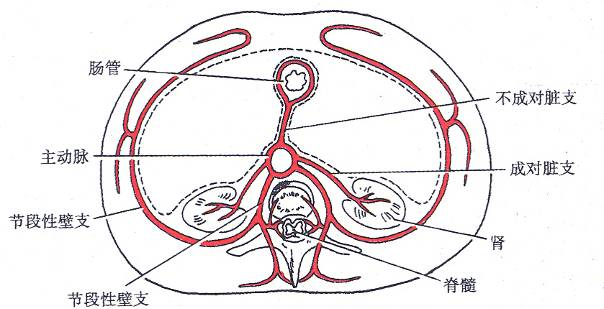 肠管
不成对脏支
主动脉
成对脏支
节段性壁支
肾
脊髓
节段性壁支